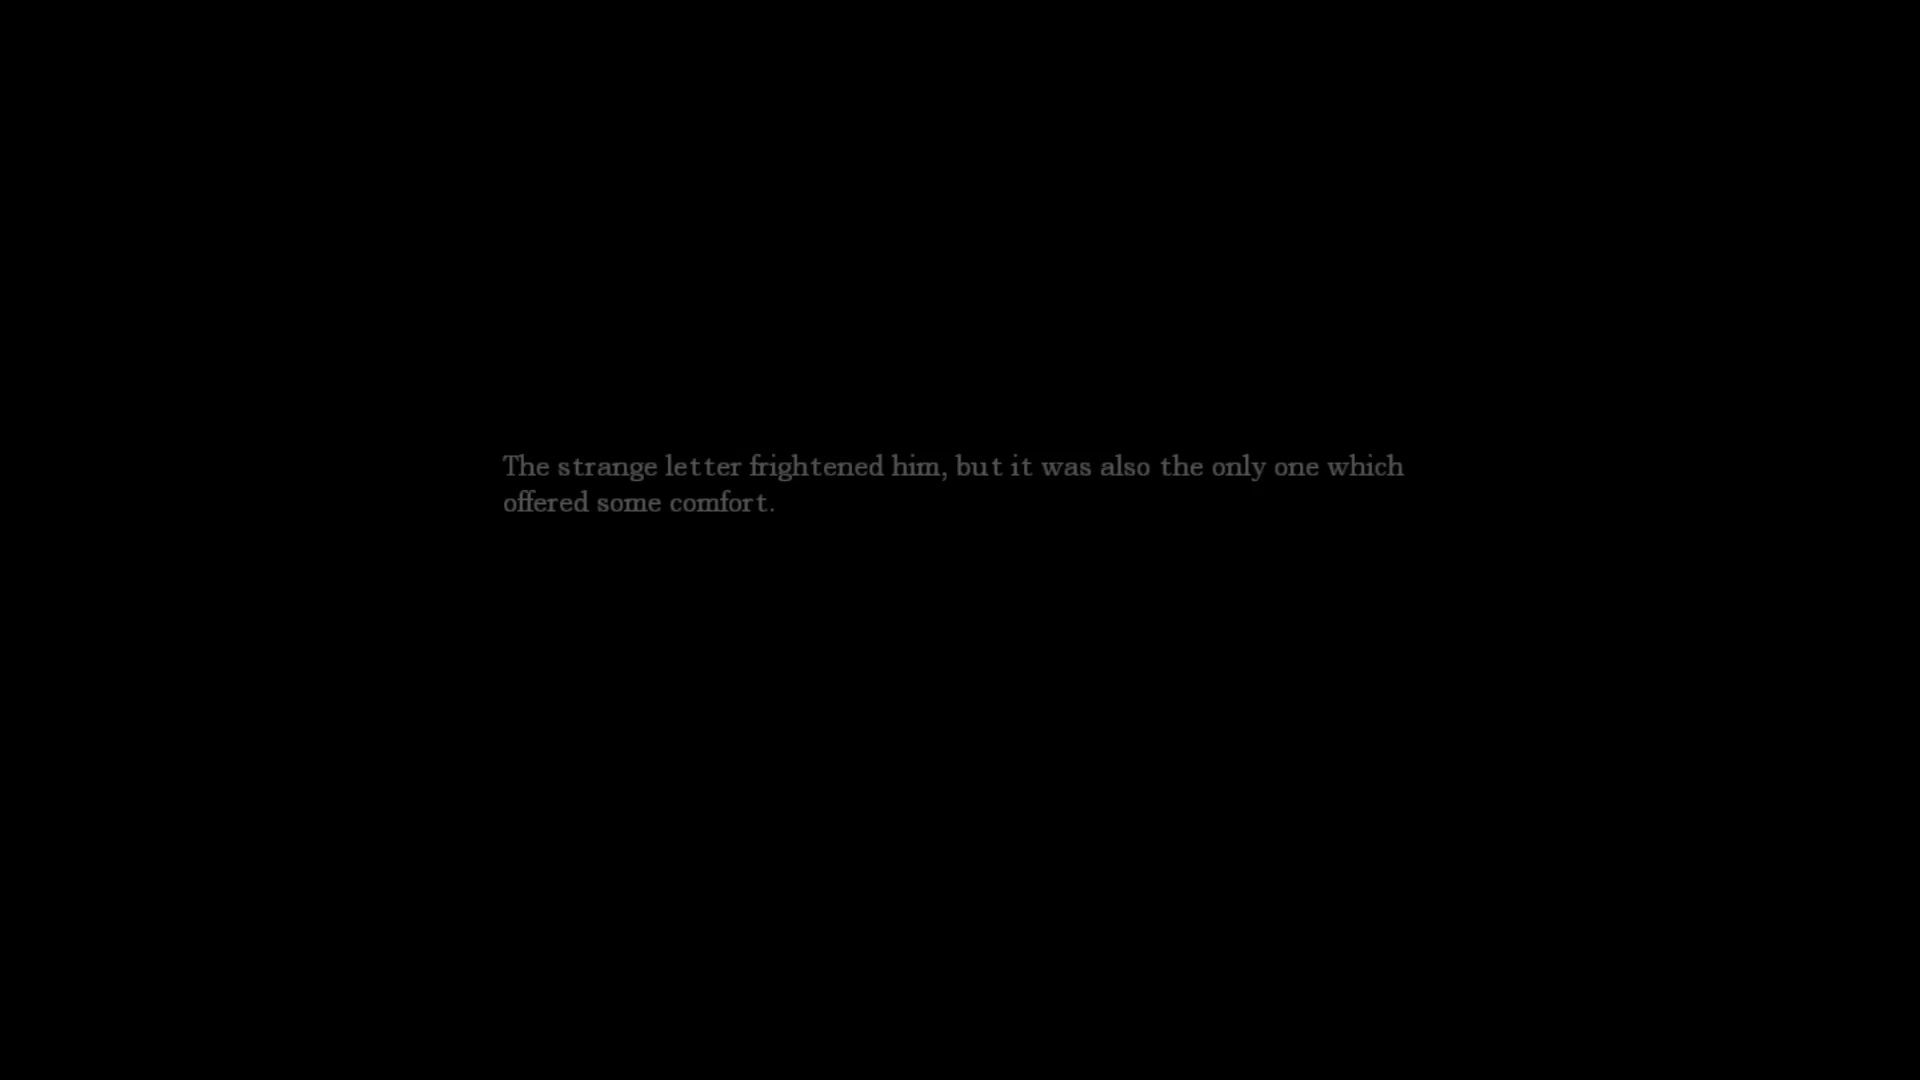 The strange letter frightened him, but it was also the only one which
offered some comfort.